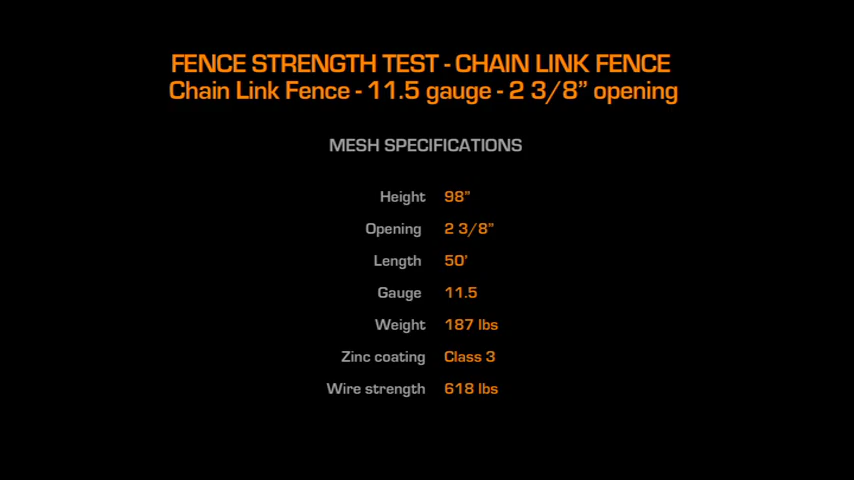 FENCE STRENGTH TEST - CHAIN LINK FENCE
Chain Link Fence - 11.5 gauge - 2 3/8” opening
MESH SPECIFICATIONS
Height 98”
Opening 2 3/8”
Length 50’
Gauge 11.5
Weight 187 lbs
Zinc coating Class 3
Wire strength 618 lbs